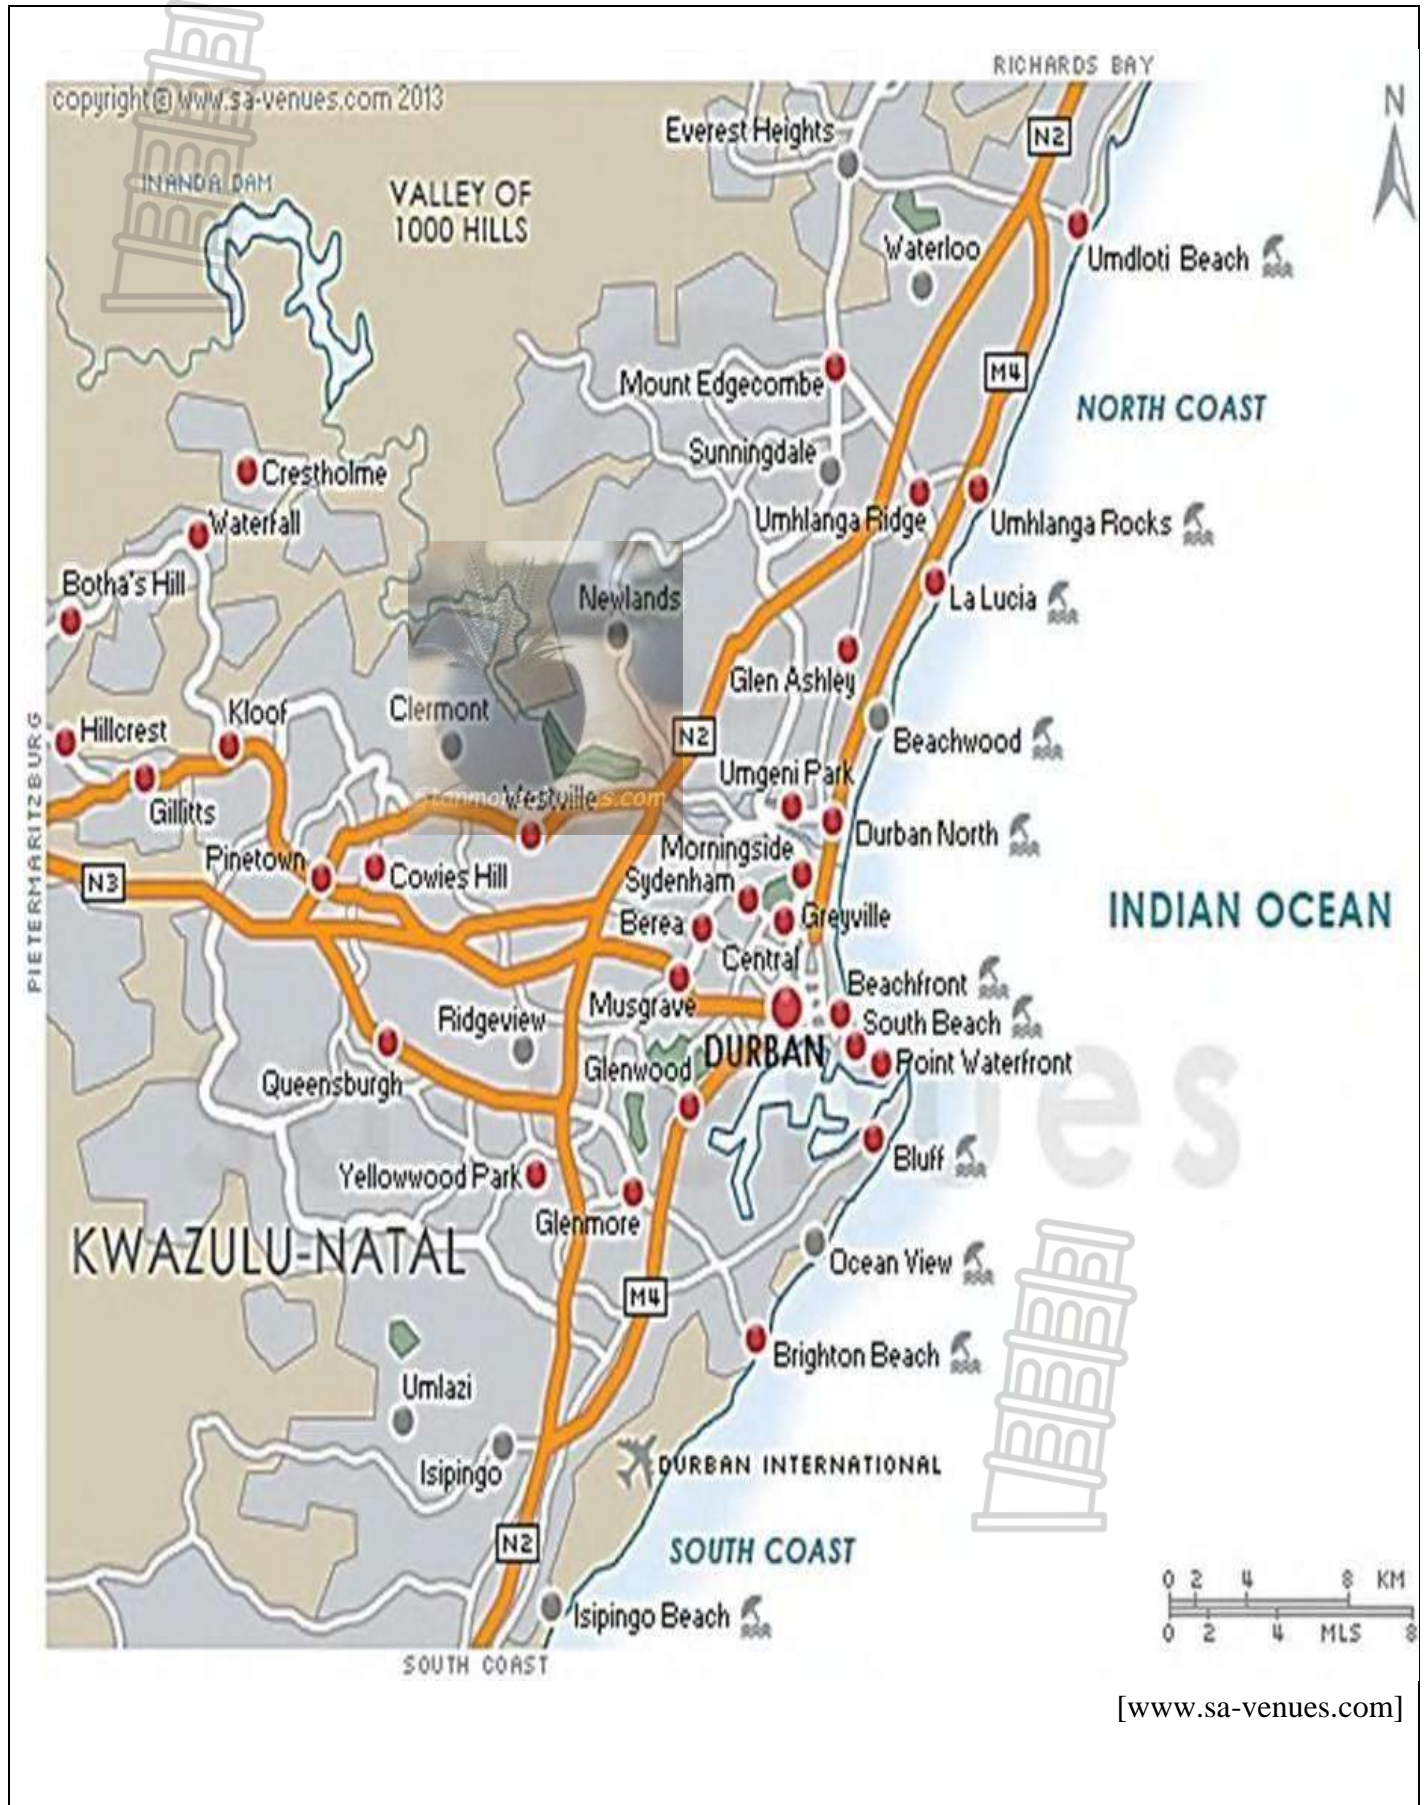 RICHARDS BAY
copyright © www.sa-venues.com 2013
N
Everest Heights
N2
INANDA DAM
VALLEY OF
1000 HILLS
Waterloo
Umdloti Beach
M4
Mount Edgecombe
NORTH COAST
Sunningdale
Crestholme
Umhlanga Ridge
Umhlanga Rocks
Waterfall
Botha's Hill
Newlands
La Lucia
Glen Ashley
Clermont
Kloof
Hillcrest
N2
Beachwood
PIETERMARITZBURG
Umgeni Park
Westville
Gillitts
Durban North
Morningside
Pinetown
Cowies Hill
Sydenham
N3
Berea
Greyville
INDIAN OCEAN
Central
Beachfront
Musgrave
Ridgeview
South Beach
DURBAN
Glenwood
Point Waterfront
Queensburgh
Bluff
Yellowwood Park
Glenmore
KWAZULU-NATAL
Ocean View
M4
Brighton Beach
Umlazi
Isipingo
DURBAN INTERNATIONAL
N2
SOUTH COAST
0 2 4 8 KM
Isipingo Beach
0 2 4 MLS 8
SOUTH COAST
[www.sa-venues.com]